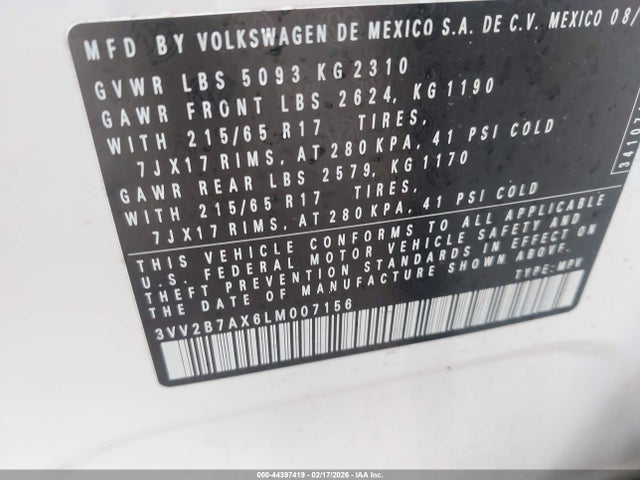 MFD BY VOLKSWAGEN DE MEXICO S.A. DE C.V. MEXICO 08/
GVWR LBS 5093 KG 2310
GAWR FRONT LBS 2624, KG 1190
WITH 215/65 R17 TIRES,
7JX17 RIMS, AT 280 KPA, 41 PSI COLD
GAWR REAR LBS 2579, KG 1170
WITH 215/65 R17 TIRES,
7JX17 RIMS, AT 280 KPA, 41 PSI COLD
THIS VEHICLE CONFORMS TO ALL APPLICABLE
U.S. FEDERAL MOTOR VEHICLE SAFETY AND
THEFT PREVENTION STANDARDS IN EFFECT ON
THE DATE OF MANUFACTURE SHOWN ABOVE.
3VV2B7AX6LM007156 TYPE: MPV
34107
000-44397419 - 02/17/2026 - IAAI.com